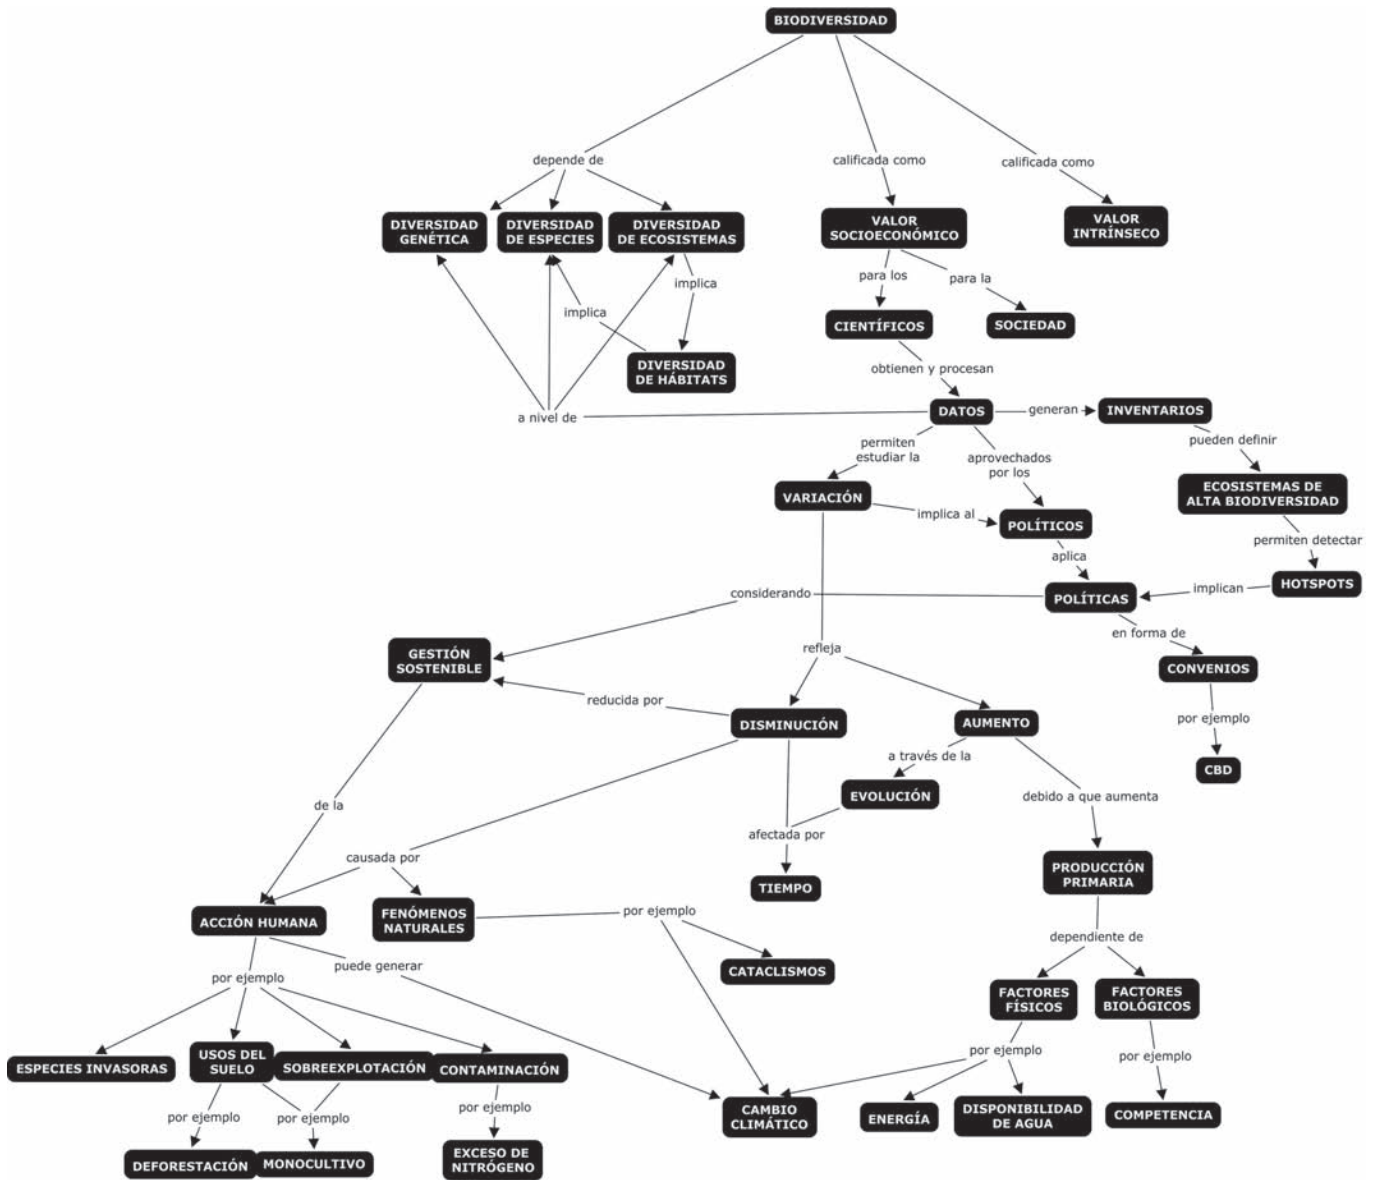 BIODIVERSIDAD
depende de
calificada como
calificada como
DIVERSIDAD
GENÉTICA
DIVERSIDAD
DE ESPECIES
DIVERSIDAD
DE ECOSISTEMAS
VALOR
SOCIOECONÓMICO
VALOR
INTRÍNSECO
implica
implica
para los
para la
CIENTÍFICOS
SOCIEDAD
DIVERSIDAD
DE HÁBITATS
obtienen y procesan
a nivel de
DATOS
generan
INVENTARIOS
permiten
estudiar la
aprovechados
por los
pueden definir
VARIACIÓN
implica al
POLÍTICOS
ECOSISTEMAS DE
ALTA BIODIVERSIDAD
aplica
permiten detectar
considerando
POLÍTICAS
implican
HOTSPOTS
en forma de
GESTIÓN
SOSTENIBLE
refleja
CONVENIOS
reducida por
DISMINUCIÓN
AUMENTO
por ejemplo
a través de la
CBD
EVOLUCIÓN
debido a que aumenta
de la
afectada por
causada por
TIEMPO
PRODUCCIÓN
PRIMARIA
ACCIÓN HUMANA
FENÓMENOS
NATURALES
por ejemplo
dependiente de
por ejemplo
puede generar
CATACLISMOS
FACTORES
FÍSICOS
FACTORES
BIOLÓGICOS
ESPECIES INVASORAS
USOS DEL
SUELO
SOBREEXPLOTACIÓN
CONTAMINACIÓN
por ejemplo
por ejemplo
por ejemplo
por ejemplo
por ejemplo
CAMBIO
CLIMÁTICO
ENERGÍA
DISPONIBILIDAD
DE AGUA
COMPETENCIA
DEFORESTACIÓN
MONOCULTIVO
EXCESO DE
NITRÓGENO